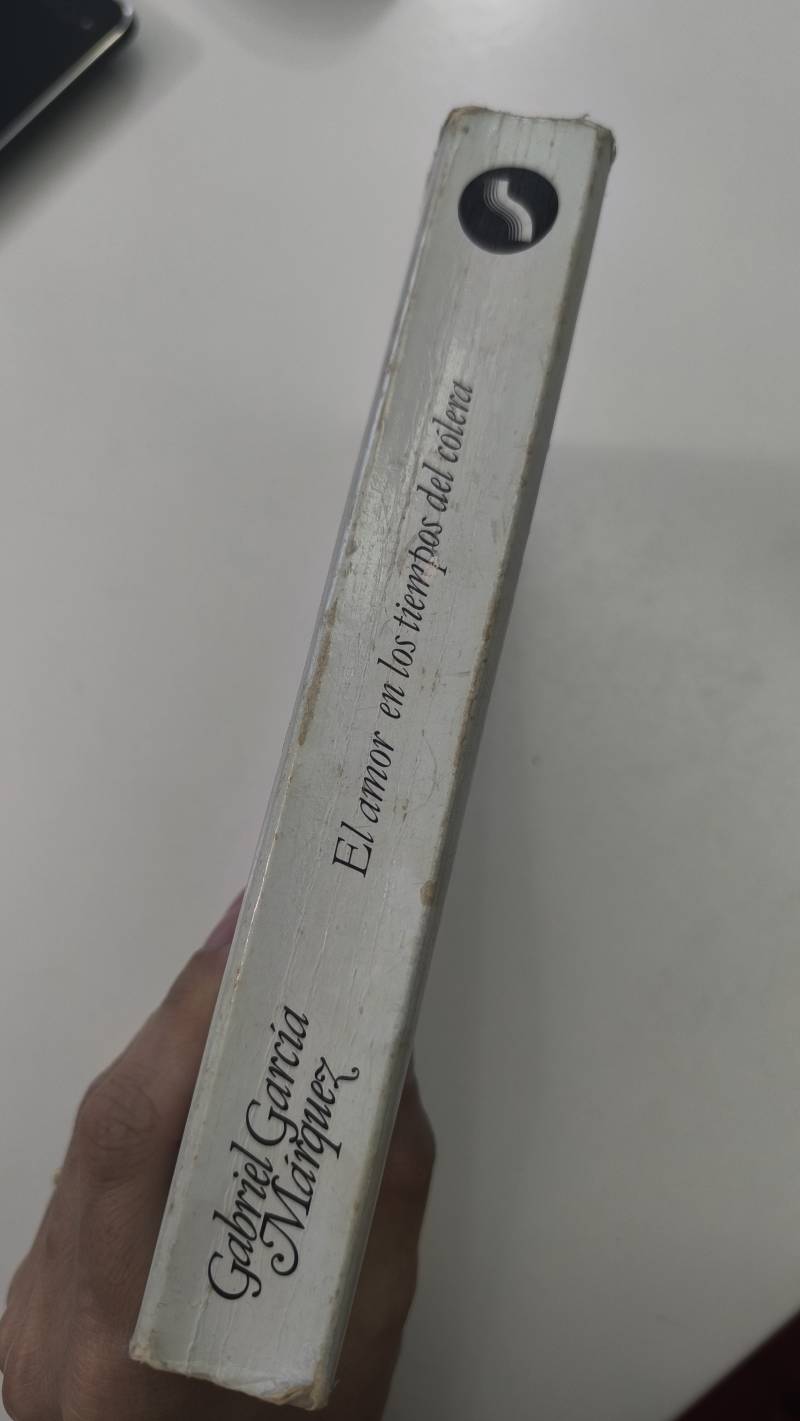 Gabriel García
Márquez
El amor en los tiempos del cólera